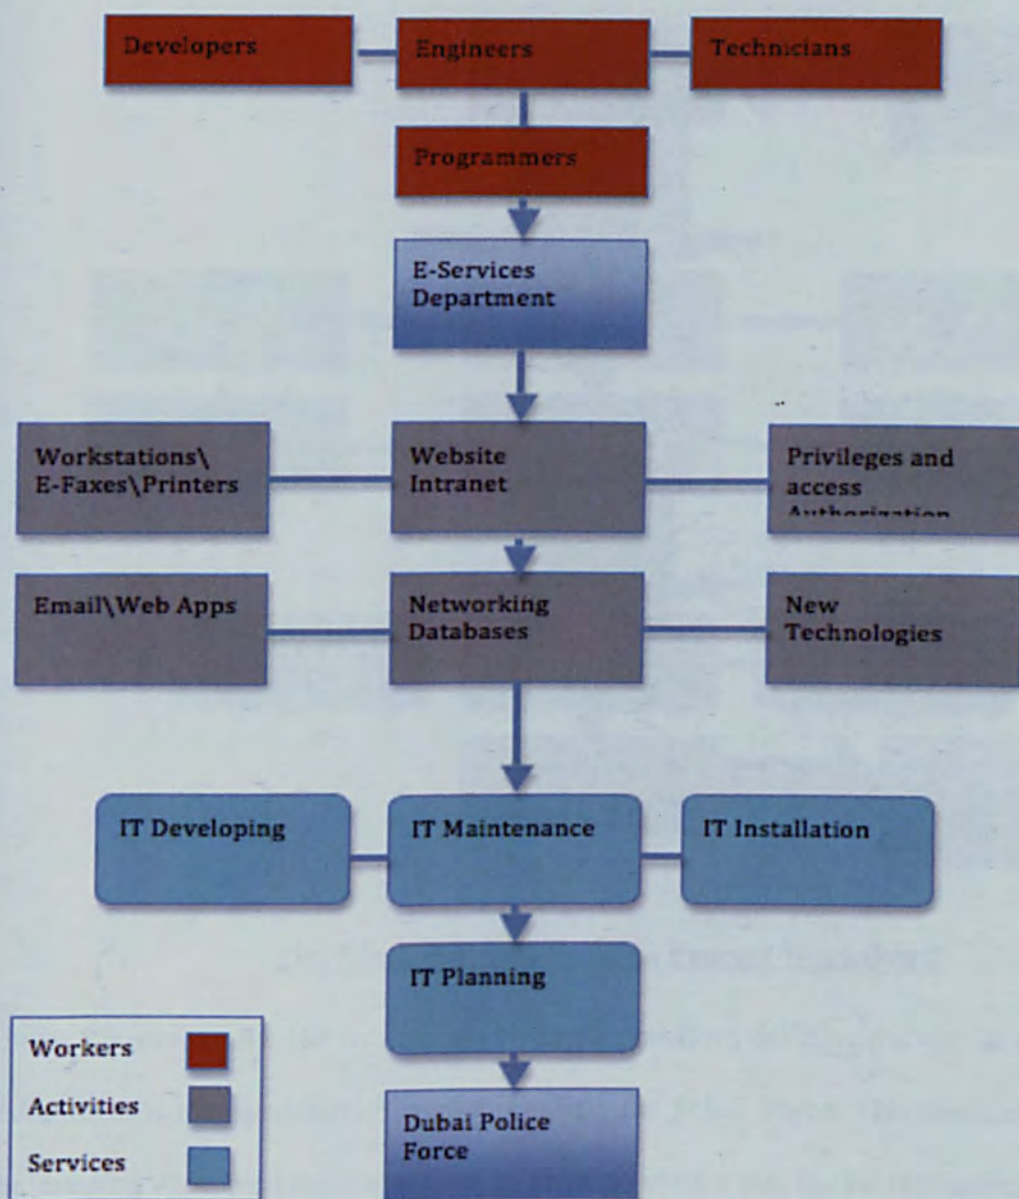 Developers
Engineers
Technicians
Programmers
E-Services
Department
Workstations\
E-Faxes\Printers
Website
Intranet
Privileges and
access
Authorization
Email\Web Apps
Networking
Databases
New
Technologies
IT Developing
IT Maintenance
IT Installation
IT Planning
Workers
Activities
Services
Dubai Police
Force